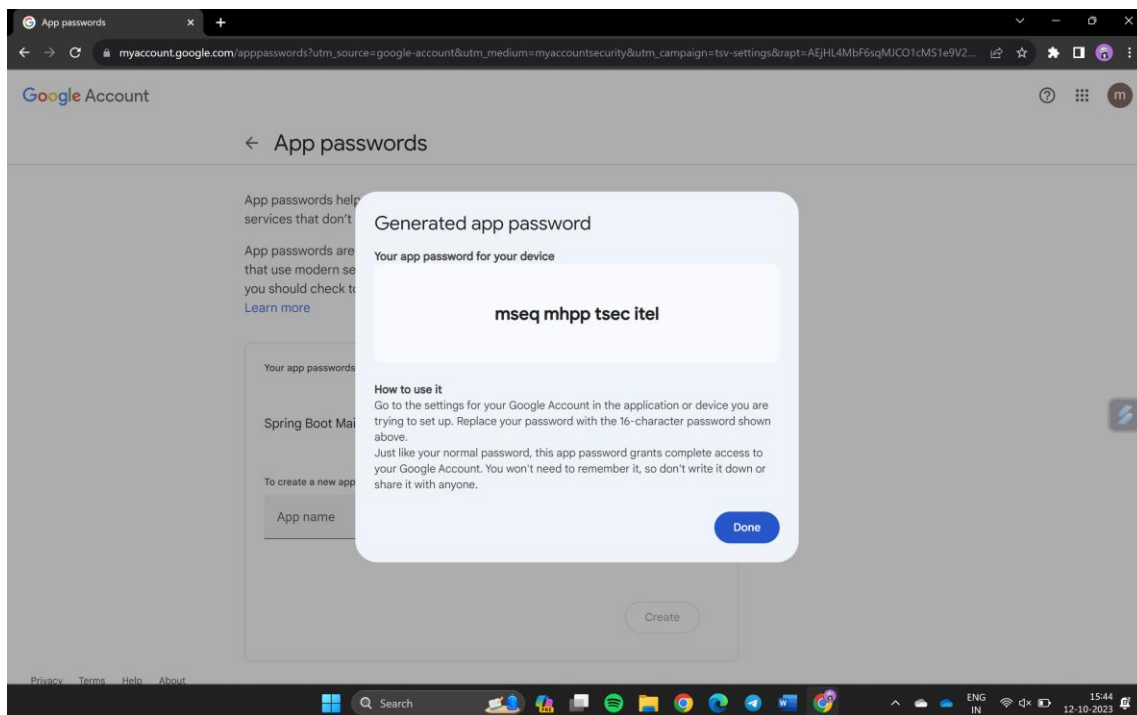 App passwords
myaccount.google.com/apppasswords?utm_source=google-account&utm_medium=myaccountsecurity&utm_campaign=tsv-settings&rapt=AEjHL4MbF6sqMJCO1cMS1e9V2...
Google Account
m
App passwords
App passwords help
services that don't
App passwords are
that use modern se
you should check to
Learn more
Generated app password
Your app password for your device
mseq mhpp tsec itel
How to use it
Go to the settings for your Google Account in the application or device you are
trying to set up. Replace your password with the 16-character password shown
above.
Just like your normal password, this app password grants complete access to
your Google Account. You won't need to remember it, so don't write it down or
share it with anyone.
Done
Your app passwords
Spring Boot Mai
To create a new app
App name
Create
Privacy Terms Help About
Search
ENG
IN
15:44
12-10-2023